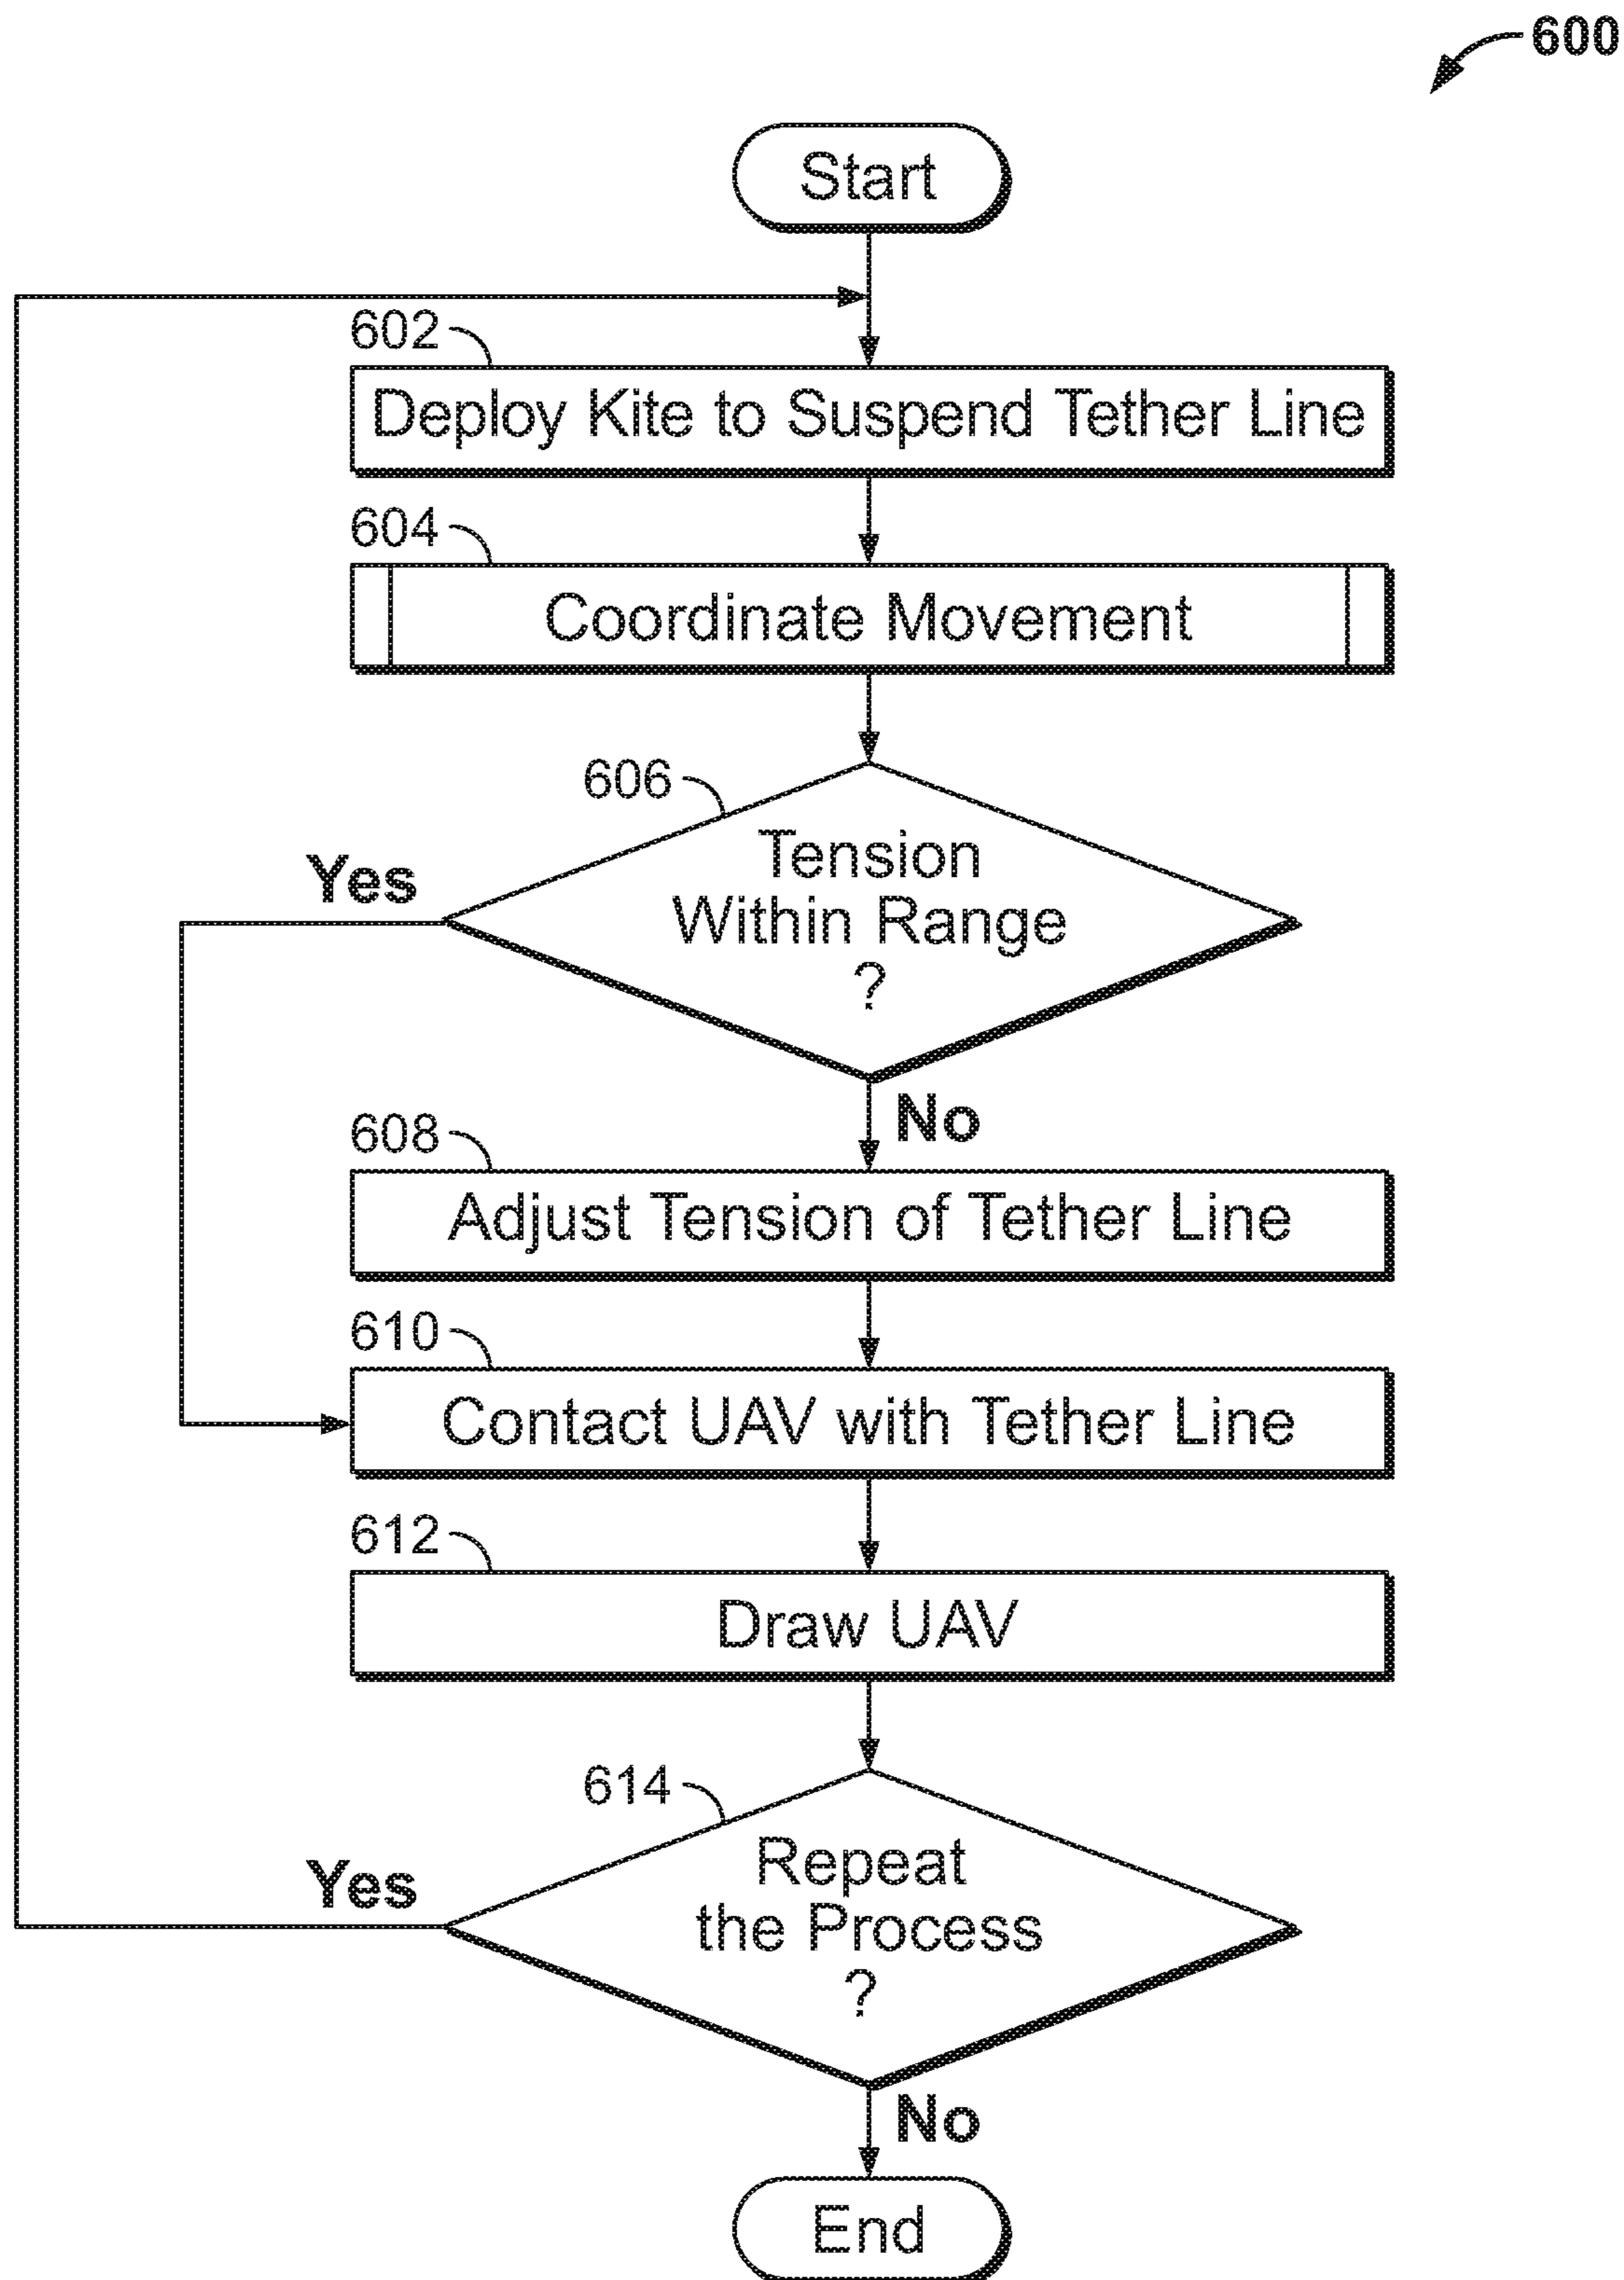 600
Start
602
Deploy Kite to Suspend Tether Line
604
Coordinate Movement
606
Tension
Within Range
?
Yes
No
608
Adjust Tension of Tether Line
610
Contact UAV with Tether Line
612
Draw UAV
614
Repeat
the Process
?
Yes
No
End